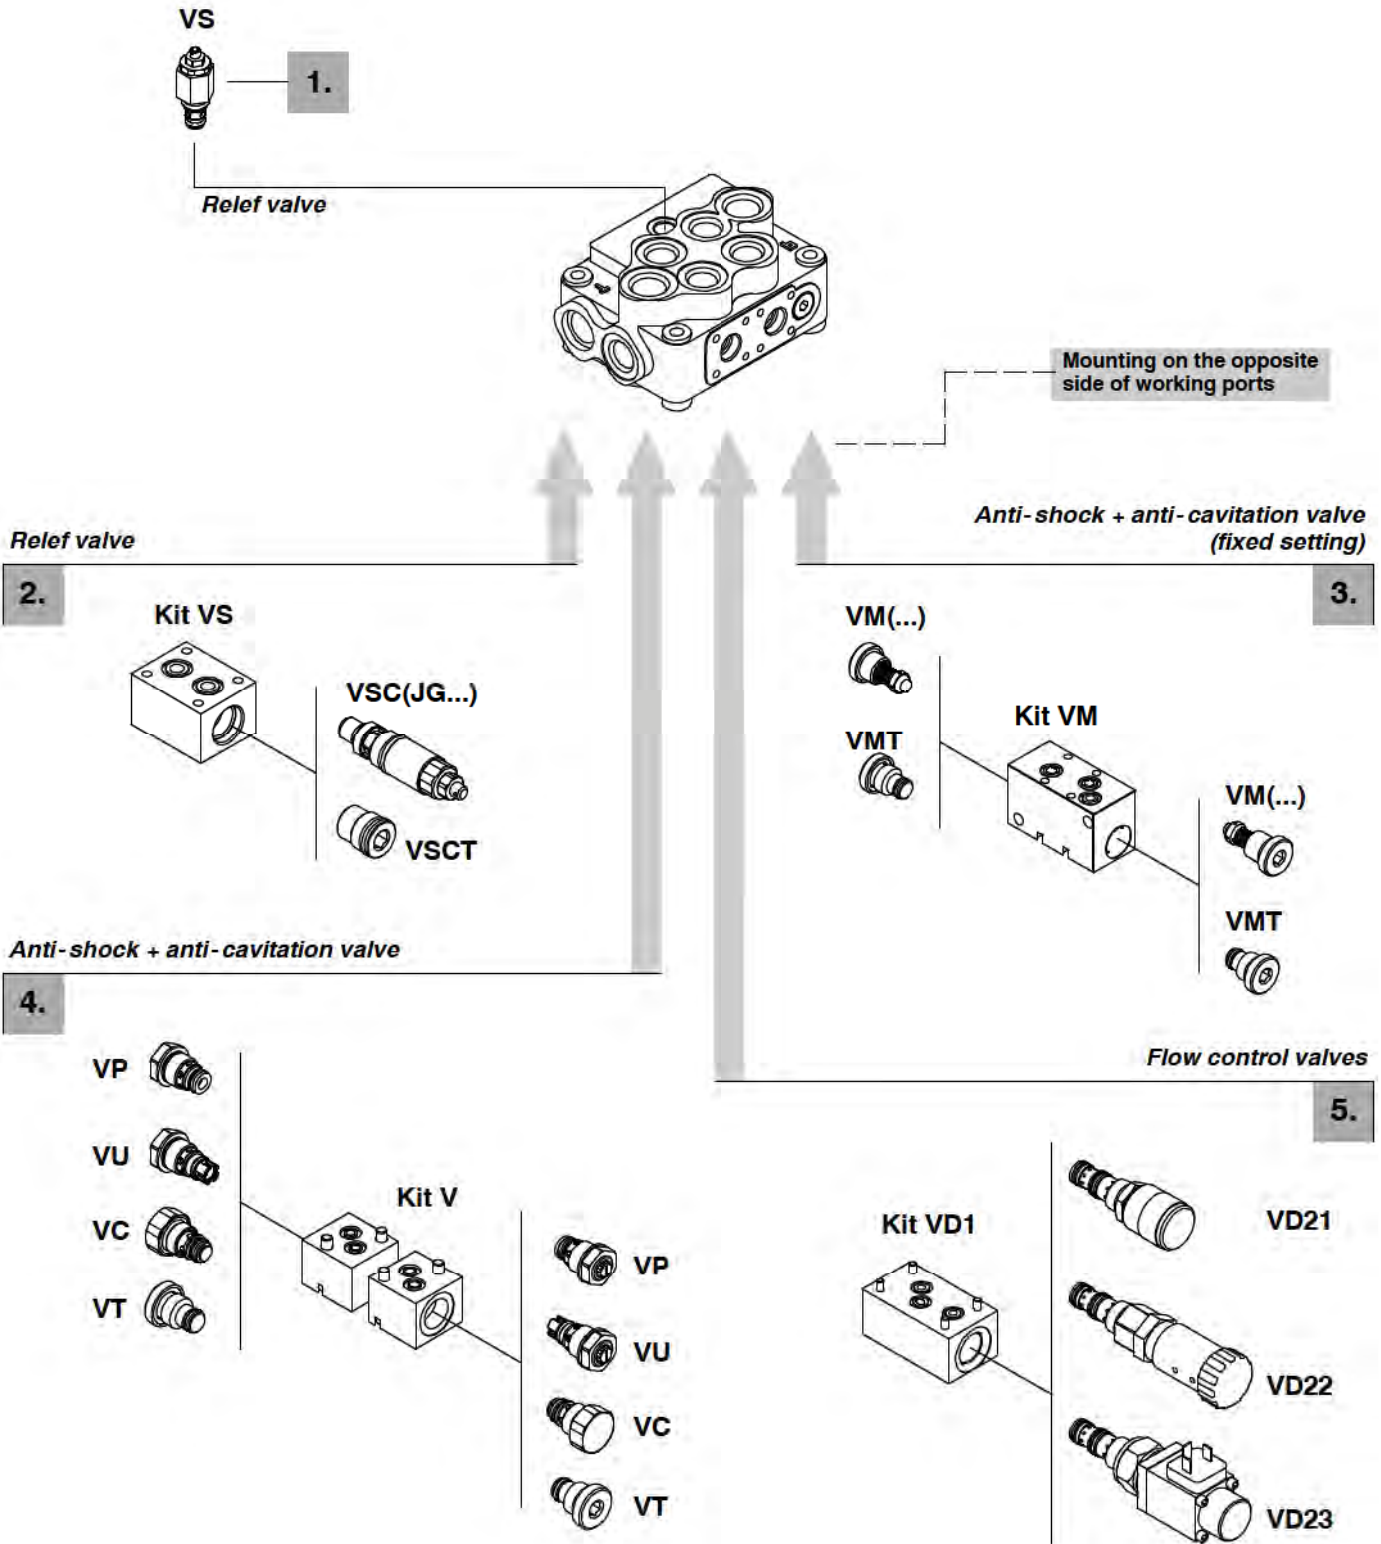 VS
1.
Relef valve
Mounting on the opposite
side of working ports
Relef valve
2.
Kit VS
VSC(JG...)
VSCT
Anti-shock + anti-cavitation valve
(fixed setting)
3.
VM(...)
VMT
Kit VM
VM(...)
VMT
Anti-shock + anti-cavitation valve
4.
VP
VU
VC
VT
Kit V
VP
VU
VC
VT
Flow control valves
5.
Kit VD1
VD21
VD22
VD23